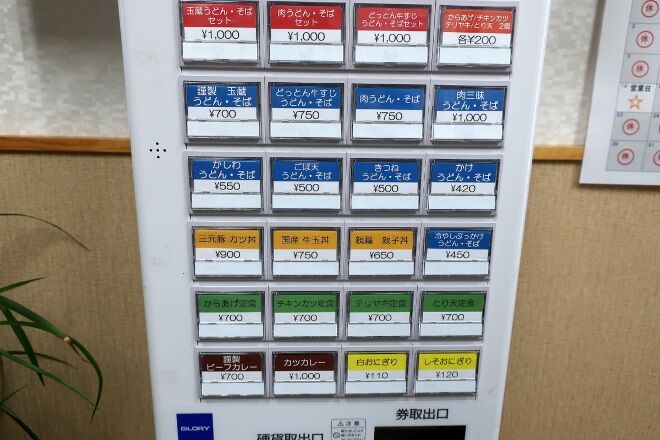 玉蔵うどん・そば
セット
¥1,000
肉うどん・そば
セット
¥1,000
どっとん牛すじ
うどん・そばセット
¥1,000
からあげ/チキンカツ
テリヤキ/とり天 2個
各¥200
謹製 玉蔵
うどん・そば
¥700
どっとん牛すじ
うどん・そば
¥750
肉うどん・そば
¥750
肉三昧
うどん・そば
¥1,000
かしわ
うどん・そば
¥550
ごぼ天
うどん・そば
¥500
きつね
うどん・そば
¥500
かけ
うどん・そば
¥420
三元豚 カツ丼
¥900
国産 牛玉丼
¥750
親鶏 親子丼
¥650
冷やしぶっかけ
うどん・そば
¥450
からあげ定食
¥700
チキンカツ定食
¥700
テリヤキ定食
¥700
とり天定食
¥700
謹製
ビーフカレー
¥700
カツカレー
¥1,000
白おにぎり
¥110
しそおにぎり
¥120
GLORY
硬貨取出口
注意
券取出口
休
休
営業日
休
休
休